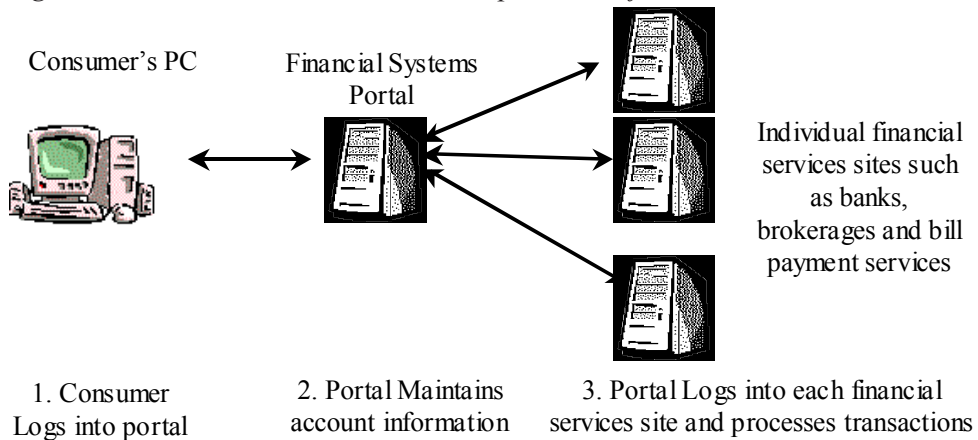 Consumer's PC
Financial Systems
Portal
Individual financial
services sites such
as banks,
brokerages and bill
payment services
1. Consumer
Logs into portal
2. Portal Maintains
account information
3. Portal Logs into each financial
services site and processes transactions